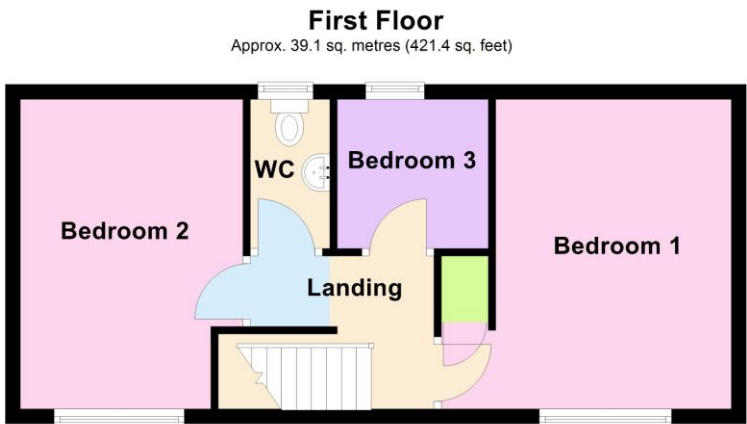 First Floor
Approx. 39.1 sq. metres (421.4 sq. feet)
WC
Bedroom 3
Bedroom 2
Bedroom 1
Landing